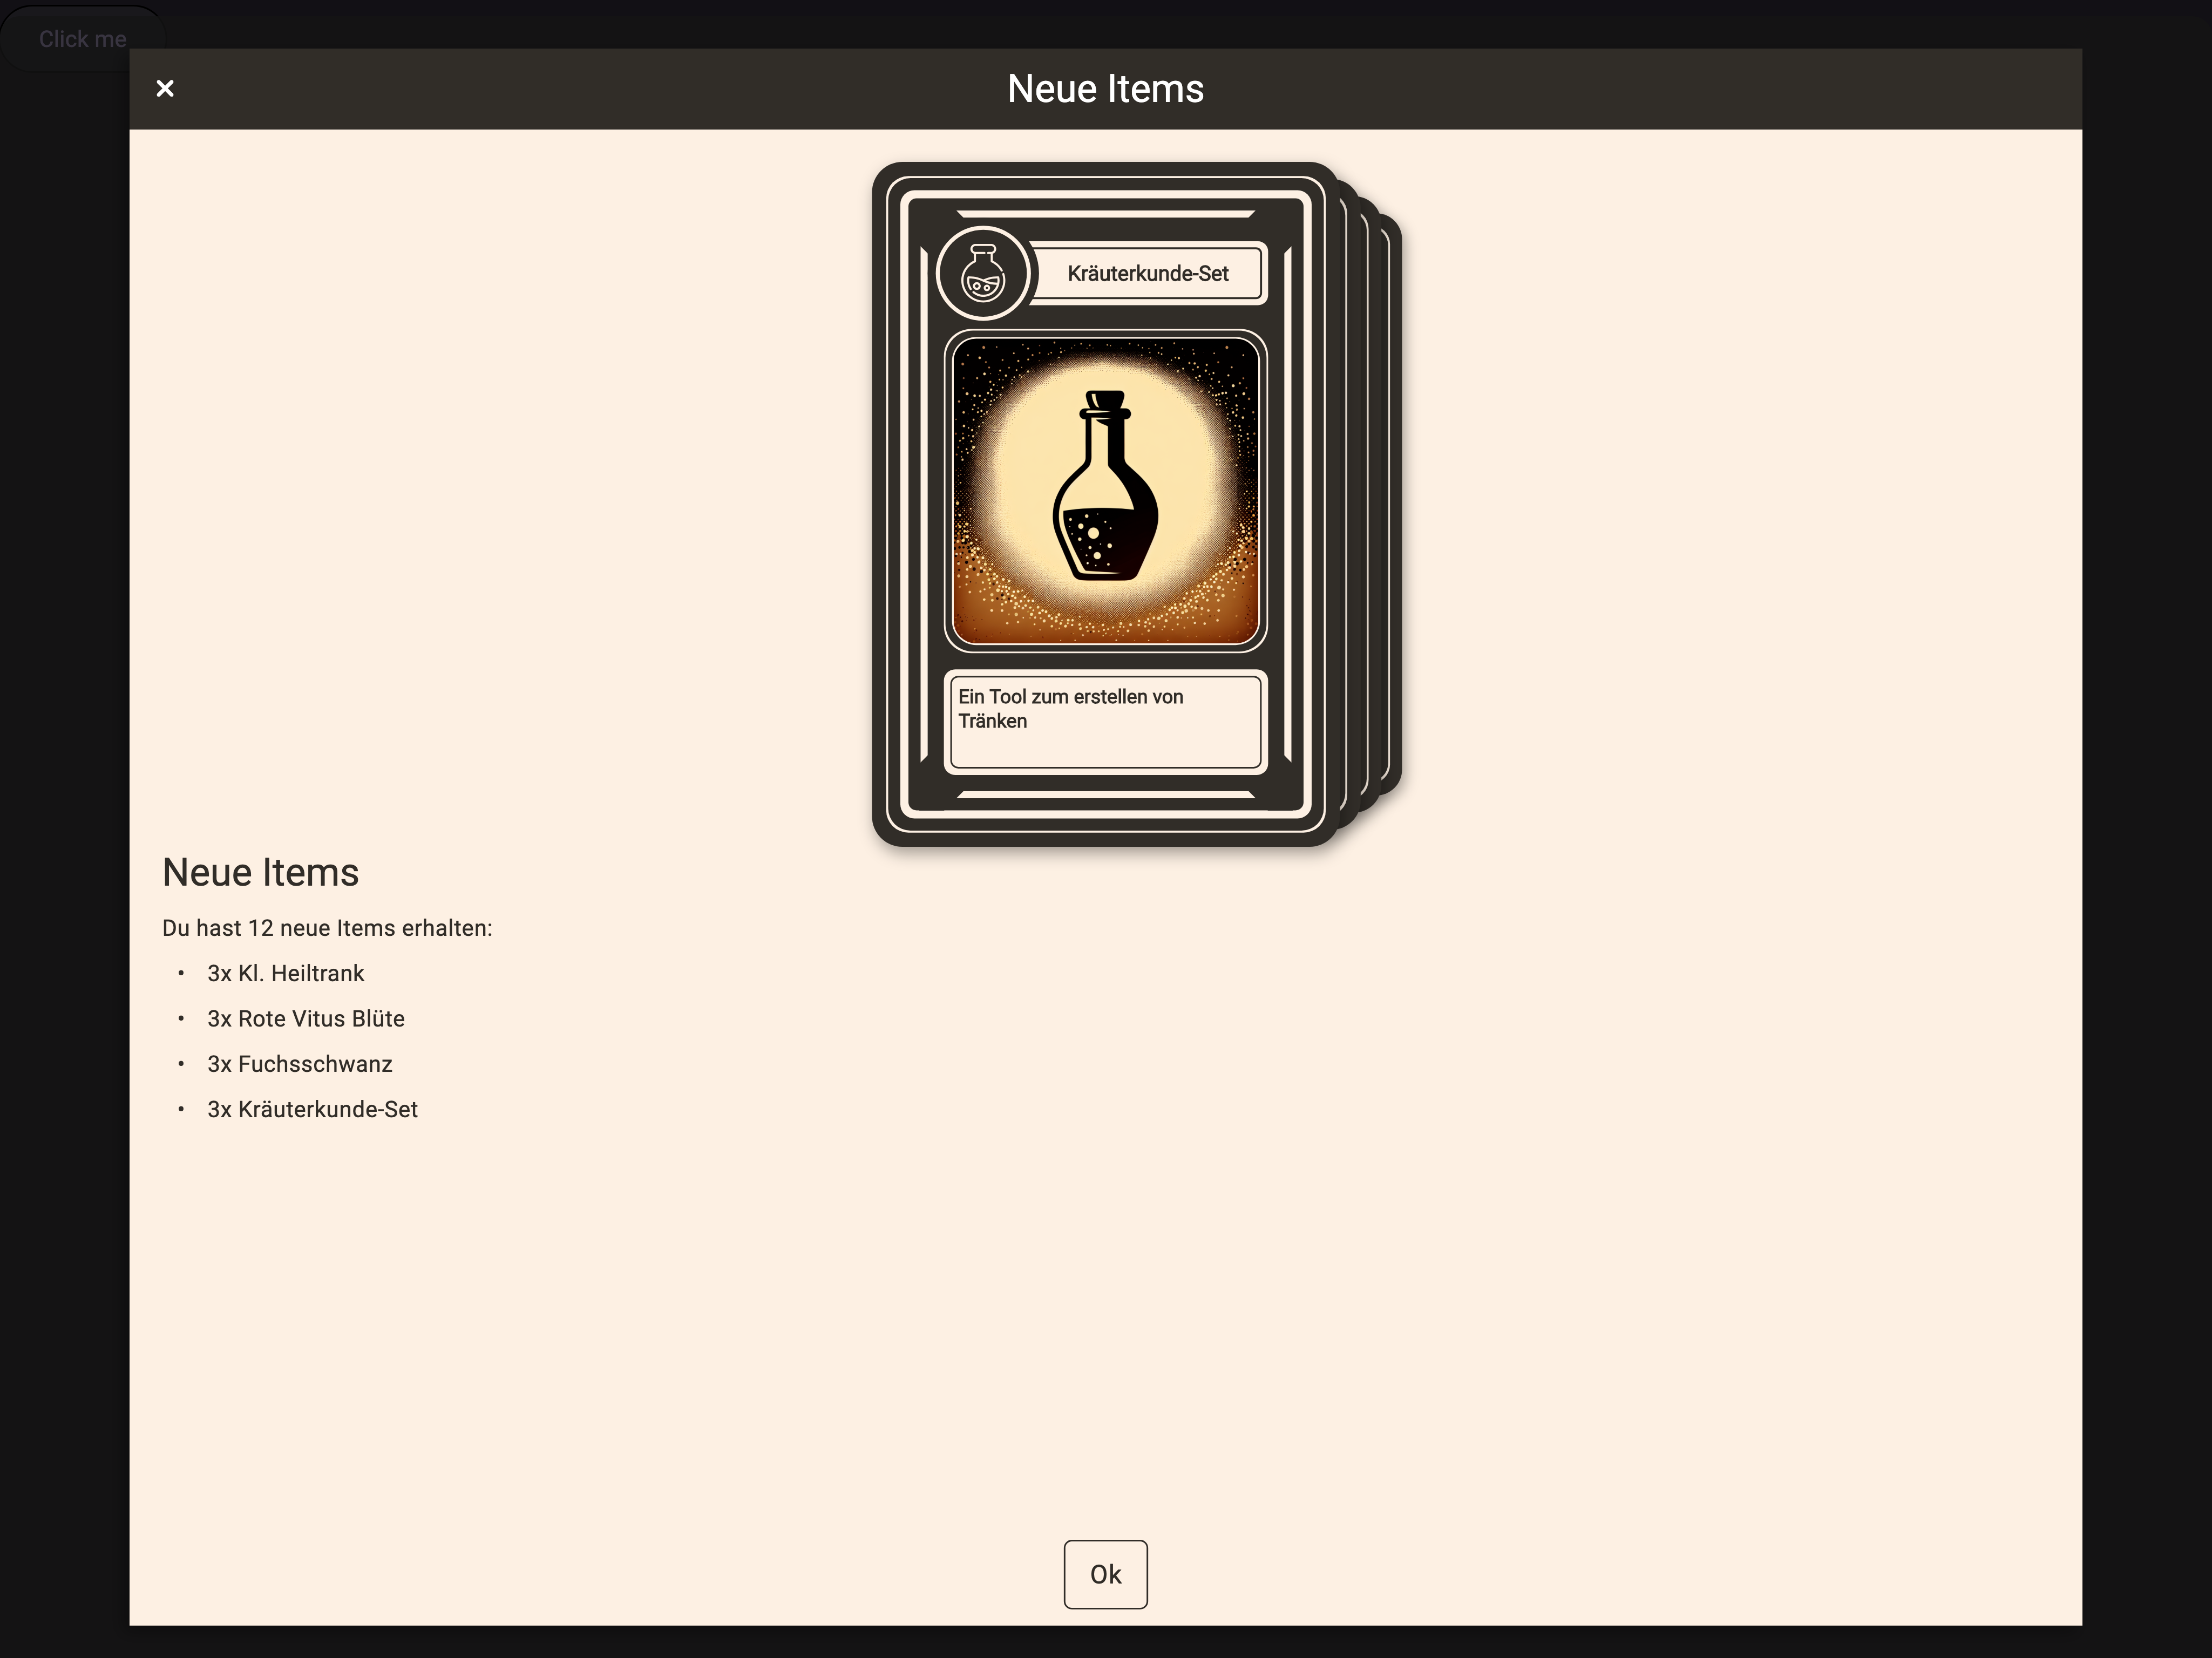 Click me
Neue Items
Kräuterkunde-Set
Ein Tool zum erstellen von
Tränken
Neue Items
Du hast 12 neue Items erhalten:
• 3x Kl. Heiltrank
• 3x Rote Vitus Blüte
• 3x Fuchsschwanz
• 3x Kräuterkunde-Set
Ok